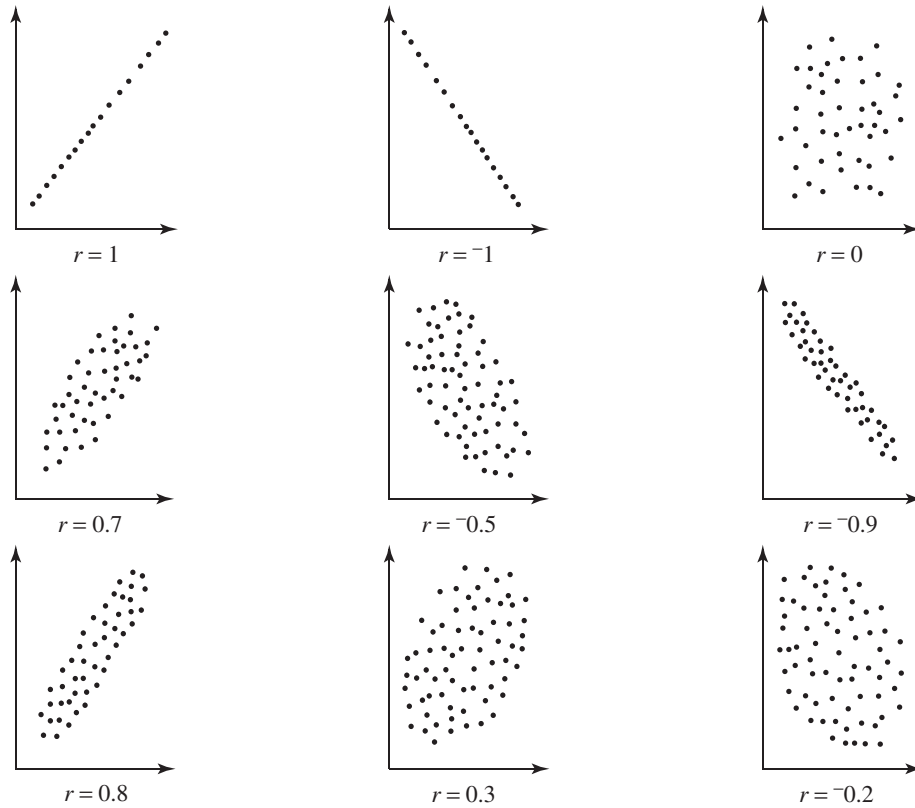 r = 1
r = ⁻1
r = 0
r = 0.7
r = ⁻0.5
r = ⁻0.9
r = 0.8
r = 0.3
r = ⁻0.2